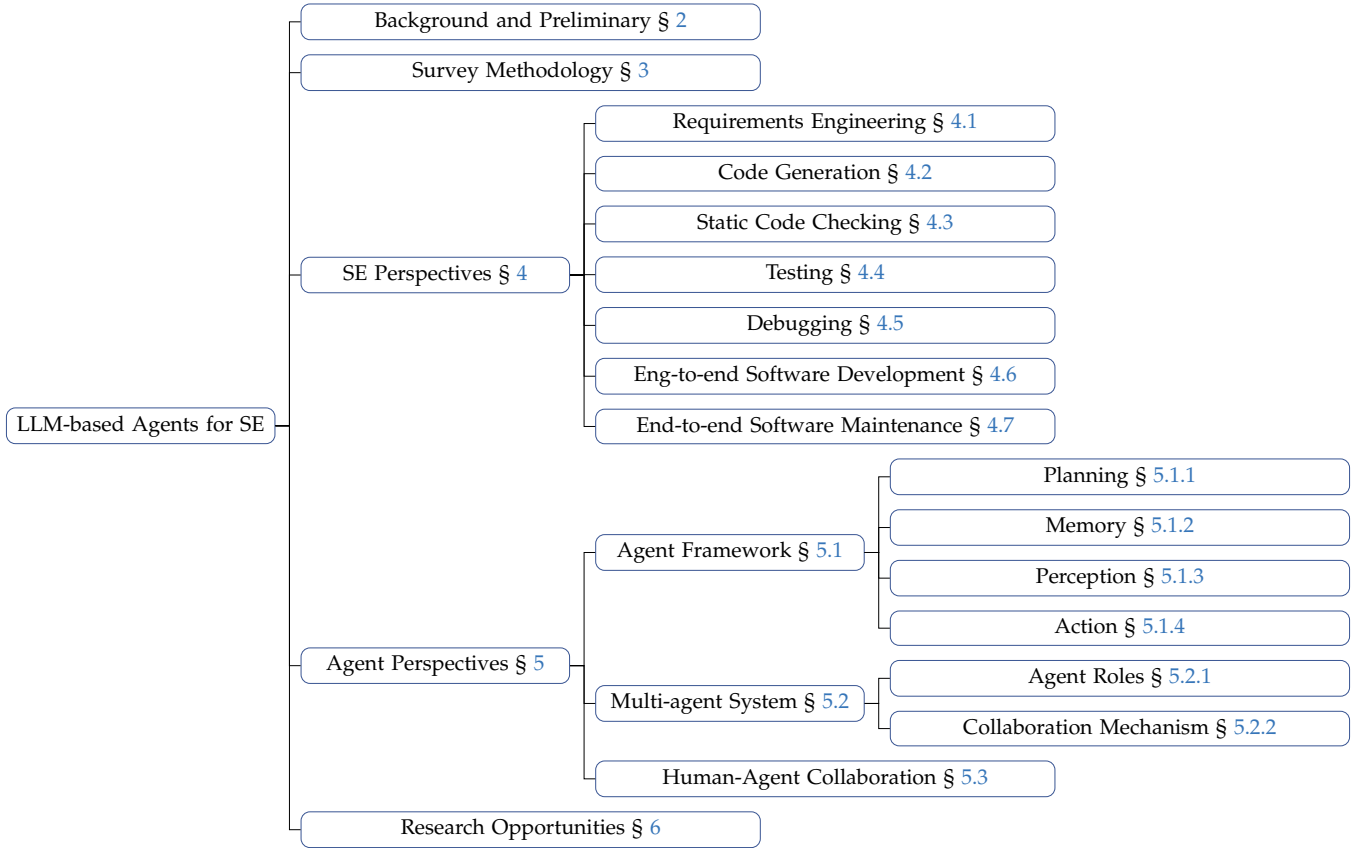 Background and Preliminary § 2
Survey Methodology § 3
Requirements Engineering § 4.1
Code Generation § 4.2
Static Code Checking § 4.3
SE Perspectives § 4
Testing § 4.4
Debugging § 4.5
Eng-to-end Software Development § 4.6
LLM-based Agents for SE
End-to-end Software Maintenance § 4.7
Planning § 5.1.1
Memory § 5.1.2
Agent Framework § 5.1
Perception § 5.1.3
Action § 5.1.4
Agent Perspectives § 5
Agent Roles § 5.2.1
Multi-agent System § 5.2
Collaboration Mechanism § 5.2.2
Human-Agent Collaboration § 5.3
Research Opportunities § 6